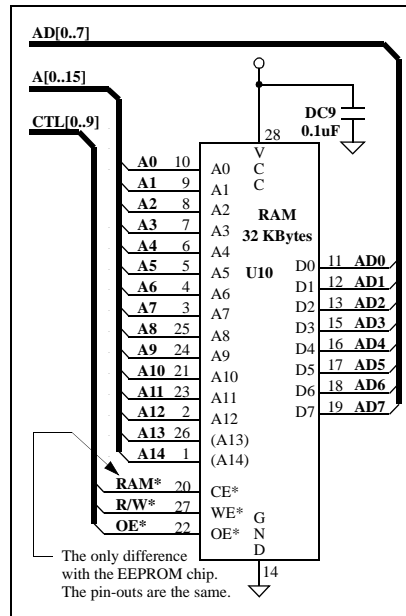 AD[0..7]
A[0..15]
CTL[0..9]
DC9
0.1uF
28
VCC
RAM
32 KBytes
U10
A0 10 A0
A1 9 A1
A2 8 A2
A3 7 A3
A4 6 A4
A5 5 A5
A6 4 A6
A7 3 A7
A8 25 A8
A9 24 A9
A10 21 A10
A11 23 A11
A12 2 A12
A13 26 (A13)
A14 1 (A14)
RAM* 20 CE*
R/W* 27 WE*
OE* 22 OE*
D0 11 AD0
D1 12 AD1
D2 13 AD2
D3 15 AD3
D4 16 AD4
D5 17 AD5
D6 18 AD6
D7 19 AD7
GND
14
The only difference
with the EEPROM chip.
The pin-outs are the same.